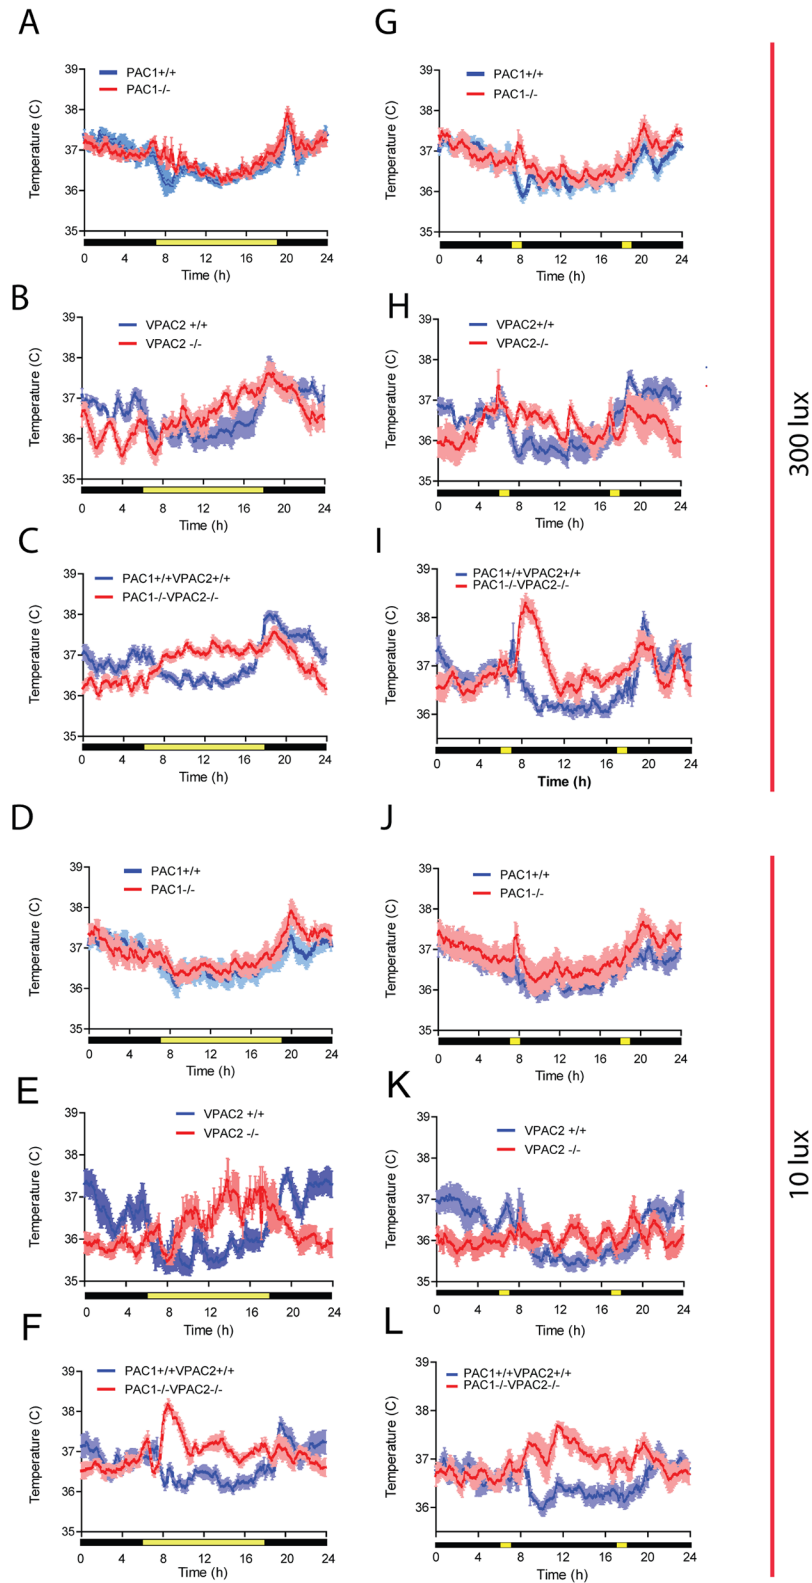 A
PAC1+/+
PAC1-/-
Temperature (C)
39
38
37
36
35
0 4 8 12 16 20 24
Time (h)
B
VPAC2 +/+
VPAC2 -/-
Temperature (C)
39
38
37
36
35
0 4 8 12 16 20 24
Time (h)
C
PAC1+/+VPAC2+/+
PAC1-/-VPAC2-/-
Temperature (C)
39
38
37
36
35
0 4 8 12 16 20 24
Time (h)
G
PAC1+/+
PAC1-/-
Temperature (C)
39
38
37
36
35
0 4 8 12 16 20 24
Time (h)
H
VPAC2+/+
VPAC2-/-
Temperature (C)
39
38
37
36
35
0 4 8 12 16 20 24
Time (h)
I
PAC1+/+VPAC2+/+
PAC1-/-VPAC2-/-
Temperature (C)
39
38
37
36
0 4 8 12 16 20 24
Time (h)
300 lux
D
PAC1+/+
PAC1-/-
Temperature (C)
39
38
37
36
35
0 4 8 12 16 20 24
Time (h)
E
VPAC2 +/+
VPAC2 -/-
Temperature (C)
39
38
37
36
35
0 4 8 12 16 20 24
Time (h)
F
PAC1+/+VPAC2+/+
PAC1-/-VPAC2-/-
Temperature (C)
39
38
37
36
35
0 4 8 12 16 20 24
Time (h)
J
PAC1+/+
PAC1-/-
Temperature (C)
39
38
37
36
35
0 4 8 12 16 20 24
Time (h)
K
VPAC2 +/+
VPAC2 -/-
Temperature (C)
39
38
37
36
35
0 4 8 12 16 20 24
Time (h)
L
PAC1+/+VPAC2+/+
PAC1-/-VPAC2-/-
Temperature (C)
39
38
37
36
0 4 8 12 16 20 24
Time (h)
10 lux